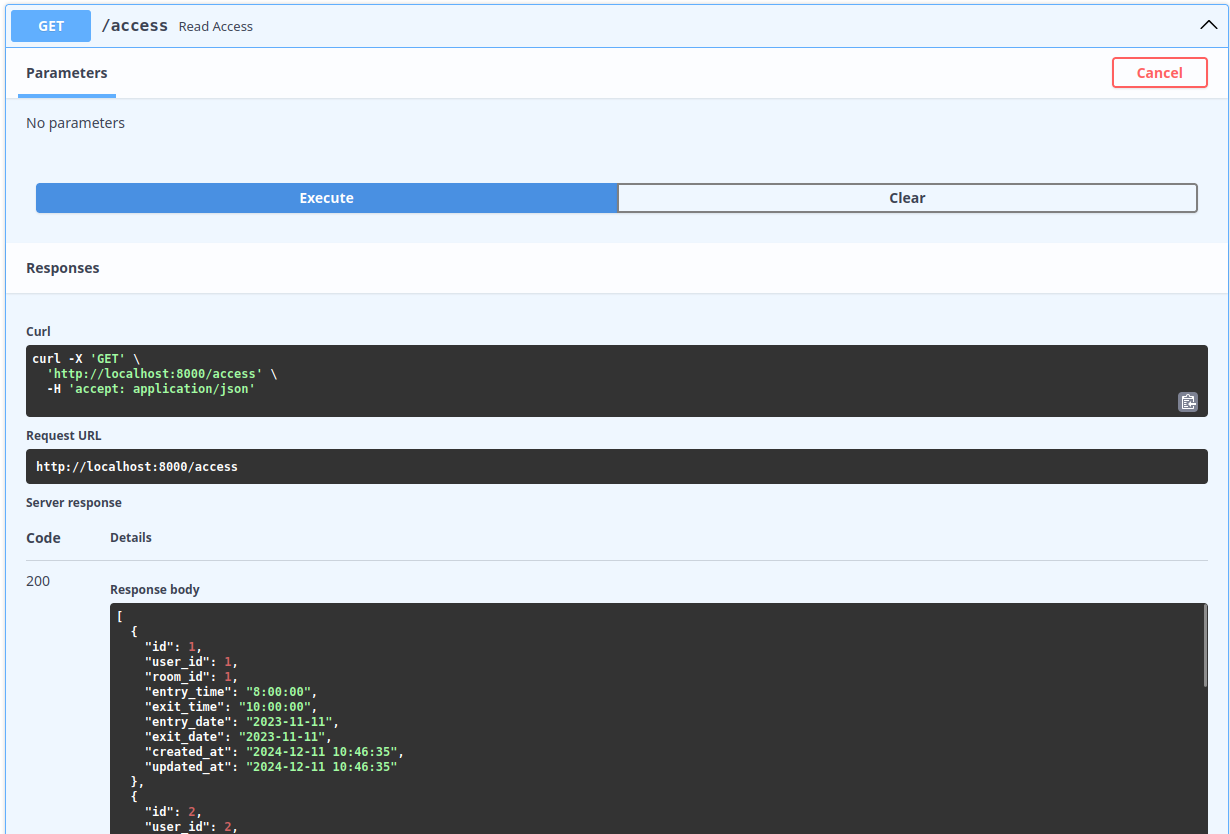 GET /access Read Access
Parameters
Cancel
No parameters
Execute
Clear
Responses
Curl
curl -X 'GET' \
  'http://localhost:8000/access' \
  -H 'accept: application/json'
Request URL
http://localhost:8000/access
Server response
Code Details
200
Response body
[
  {
    "id": 1,
    "user_id": 1,
    "room_id": 1,
    "entry_time": "8:00:00",
    "exit_time": "10:00:00",
    "entry_date": "2023-11-11",
    "exit_date": "2023-11-11",
    "created_at": "2024-12-11 10:46:35",
    "updated_at": "2024-12-11 10:46:35"
  },
  {
    "id": 2,
    "user_id": 2,